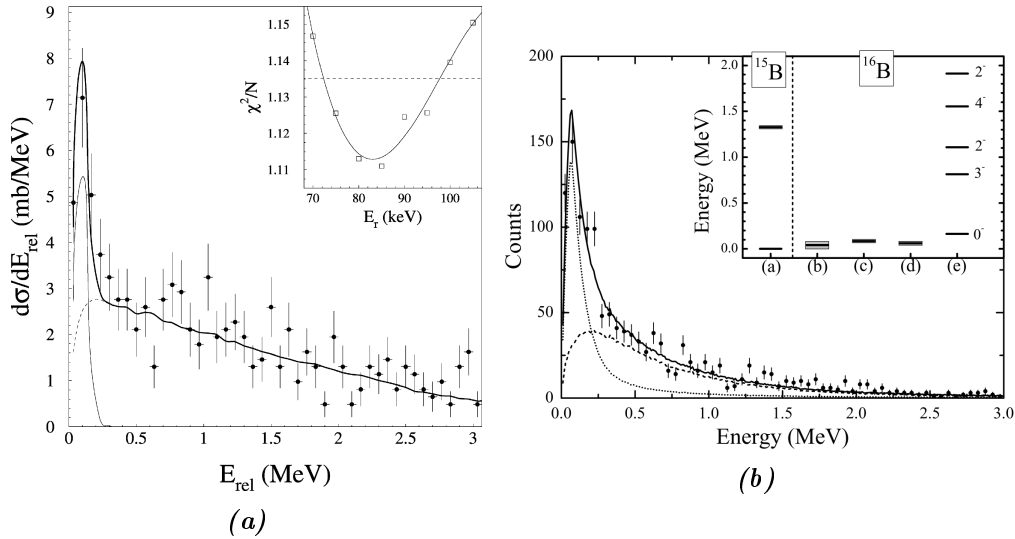 9
8
7
6
5
4
3
2
1
0
dσ/dE_rel (mb/MeV)
0 0.5 1 1.5 2 2.5 3
E_rel (MeV)
1.15
1.14
1.13
1.12
1.11
χ²/N
70 80 90 100
E_r (keV)
(a)
200
150
100
50
0
Counts
0.0 0.5 1.0 1.5 2.0 2.5 3.0
Energy (MeV)
¹⁵B ¹⁶B
2.0
1.0
0.0
Energy (MeV)
2⁻
4⁻
2⁻
3⁻
0⁻
(a) (b) (c) (d) (e)
(b)